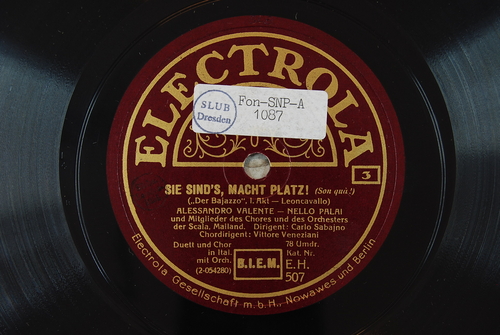 ELECTROLA
SLUB
Dresden
Fon-SNP-A
1087
3
SIE SIND'S, MACHT PLATZ! (Son quà!)
(„Der Bajazzo", I. Akt — Leoncavallo)
ALESSANDRO VALENTE — NELLO PALAI
und Mitglieder des Chores und des Orchesters
der Scala, Mailand. Dirigent: Carlo Sabajno
Chordirigent: Vittore Veneziani
Duett und Chor
in Ital.
mit Orch.
(2-054280)
B.I.E.M.
78 Umdr.
Kat. Nr.
E.H.
507
Electrola Gesellschaft m.b.H., Nowawes und Berlin